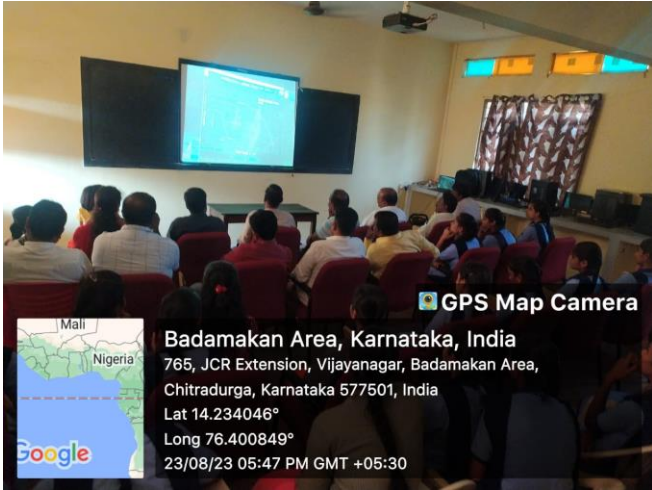 GPS Map Camera
Mali
Nigeria
Google
Badamakan Area, Karnataka, India
765, JCR Extension, Vijayanagar, Badamakan Area,
Chitradurga, Karnataka 577501, India
Lat 14.234046°
Long 76.400849°
23/08/23 05:47 PM GMT +05:30